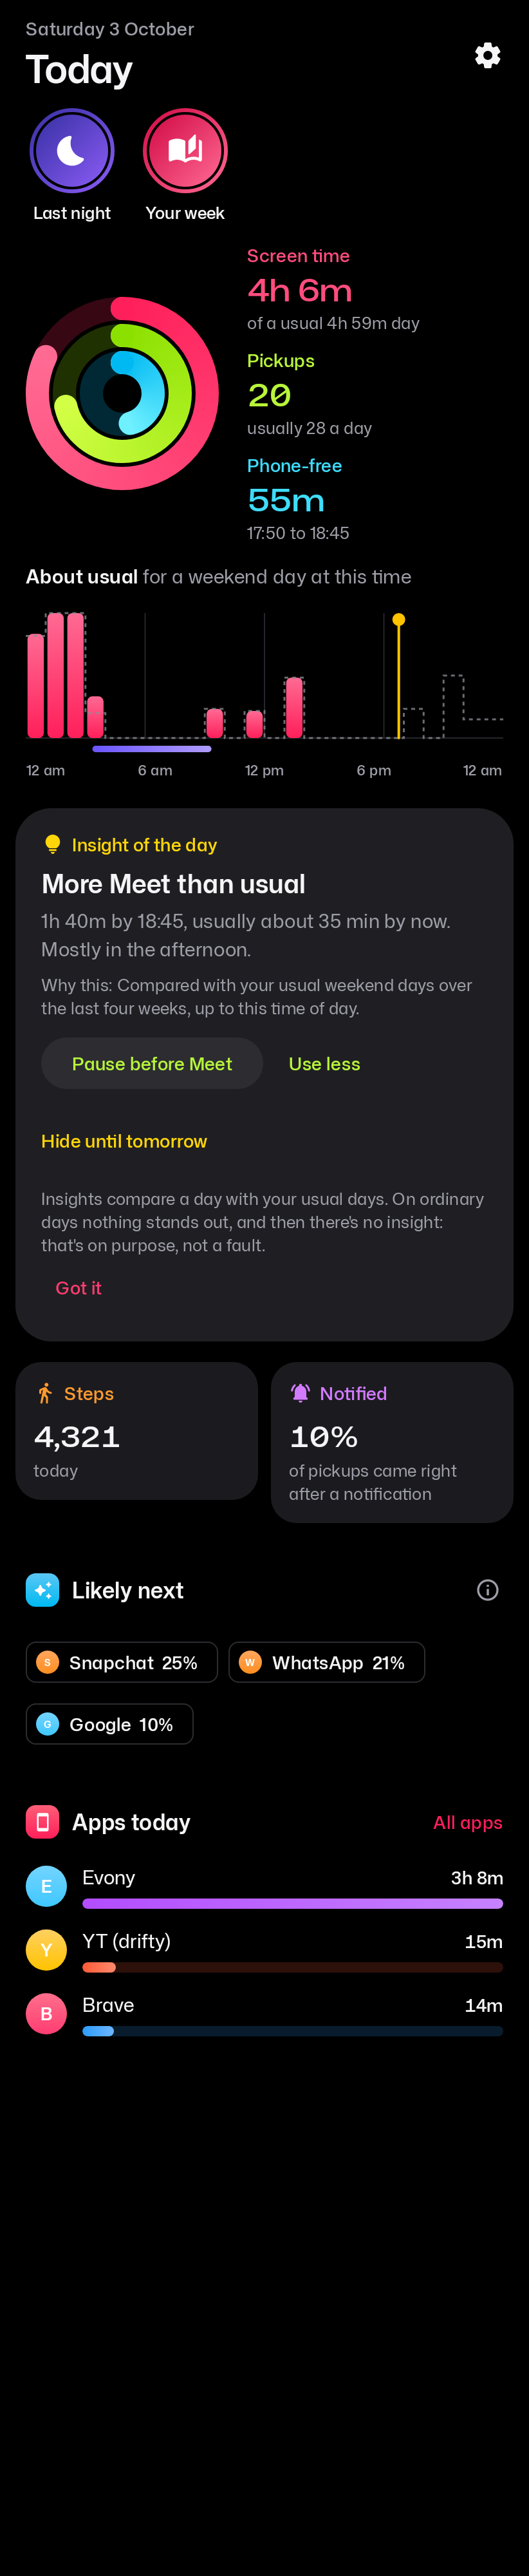 Saturday 3 October
Today
Last night
Your week
Screen time
4h 6m
of a usual 4h 59m day
Pickups
20
usually 28 a day
Phone-free
55m
17:50 to 18:45
About usual for a weekend day at this time
12 am 6 am 12 pm 6 pm 12 am
Insight of the day
More Meet than usual
1h 40m by 18:45, usually about 35 min by now.
Mostly in the afternoon.
Why this: Compared with your usual weekend days over
the last four weeks, up to this time of day.
Pause before Meet
Use less
Hide until tomorrow
Insights compare a day with your usual days. On ordinary
days nothing stands out, and then there's no insight:
that's on purpose, not a fault.
Got it
Steps
4,321
today
Notified
10%
of pickups came right
after a notification
Likely next
S Snapchat 25%
W WhatsApp 21%
G Google 10%
Apps today
All apps
E Evony 3h 8m
Y YT (drifty) 15m
B Brave 14m